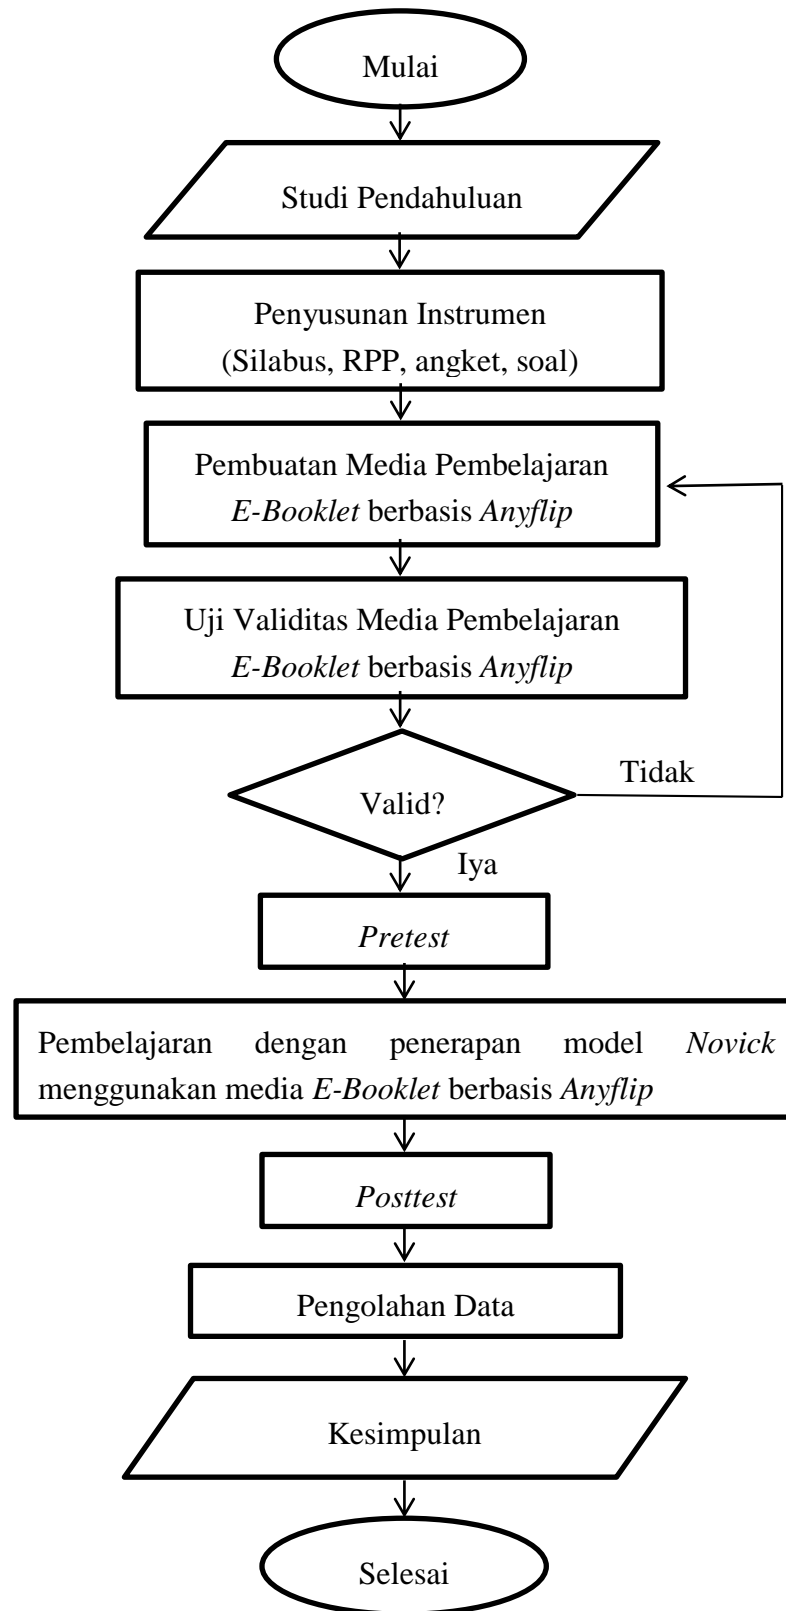 Mulai
Studi Pendahuluan
Penyusunan Instrumen
(Silabus, RPP, angket, soal)
Pembuatan Media Pembelajaran
E-Booklet berbasis Anyflip
Uji Validitas Media Pembelajaran
E-Booklet berbasis Anyflip
Tidak
Valid?
Iya
Pretest
Pembelajaran dengan penerapan model Novick
menggunakan media E-Booklet berbasis Anyflip
Posttest
Pengolahan Data
Kesimpulan
Selesai